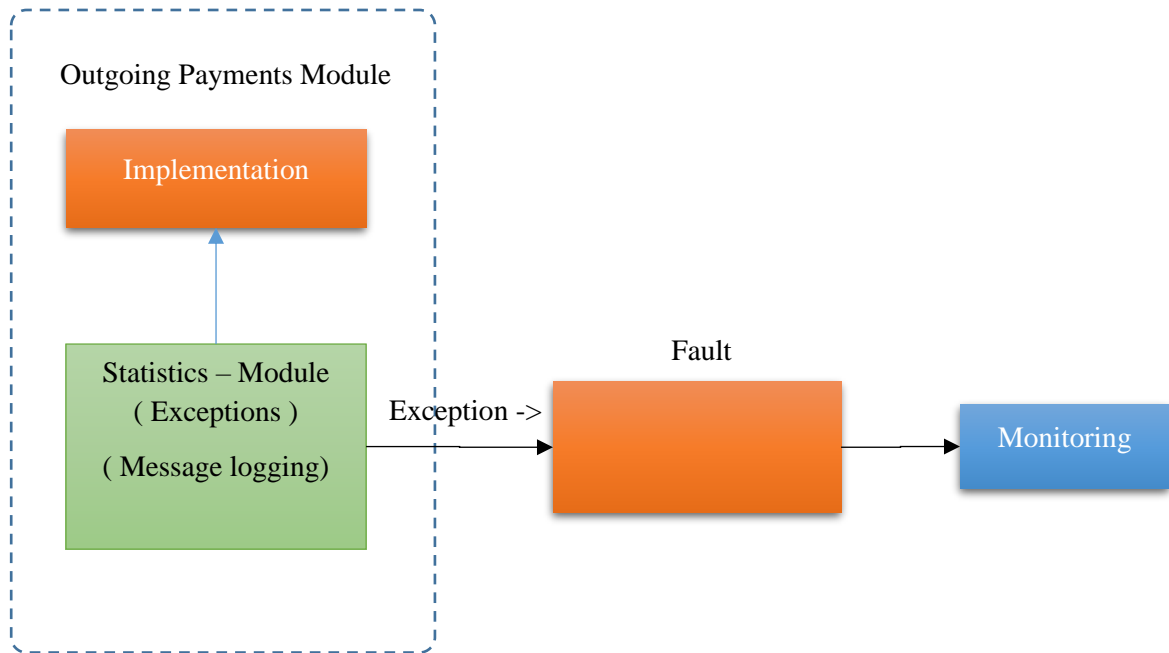 Outgoing Payments Module
Implementation
Statistics – Module
( Exceptions )
( Message logging)
Exception ->
Fault
Monitoring